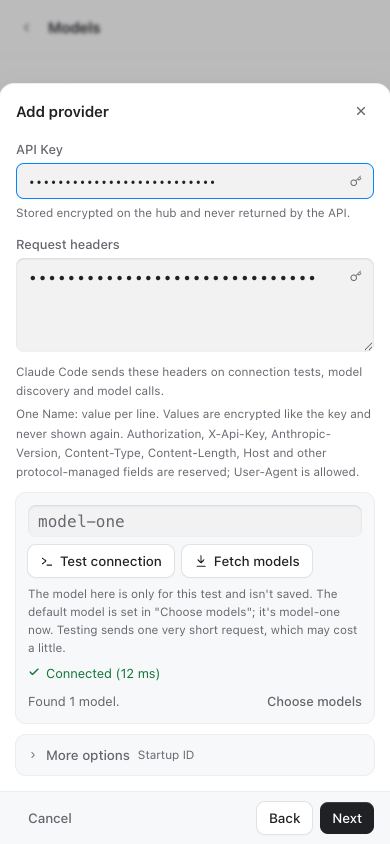 Models
Add provider
API Key
••••••••••••••••••••••••••
Stored encrypted on the hub and never returned by the API.
Request headers
•••••••••••••••••••••••••••••
Claude Code sends these headers on connection tests, model
discovery and model calls.
One Name: value per line. Values are encrypted like the key and
never shown again. Authorization, X-Api-Key, Anthropic-
Version, Content-Type, Content-Length, Host and other
protocol-managed fields are reserved; User-Agent is allowed.
model-one
Test connection
Fetch models
The model here is only for this test and isn't saved. The
default model is set in "Choose models"; it's model-one
now. Testing sends one very short request, which may cost
a little.
Connected (12 ms)
Found 1 model.
Choose models
More options Startup ID
Cancel
Back
Next